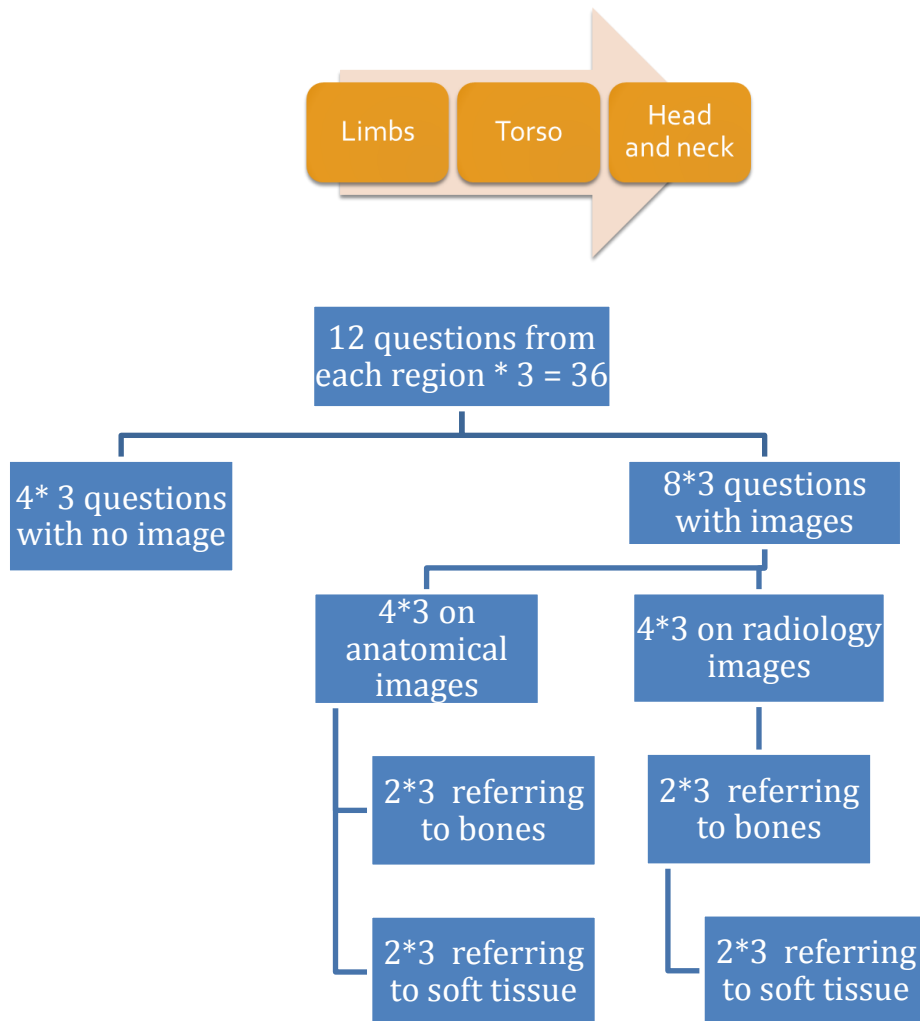 Limbs
Torso
Head
and neck
12 questions from
each region * 3 = 36
4* 3 questions
with no image
8*3 questions
with images
4*3 on
anatomical
images
4*3 on radiology
images
2*3 referring
to bones
2*3 referring
to bones
2*3 referring
to soft tissue
2*3 referring
to soft tissue